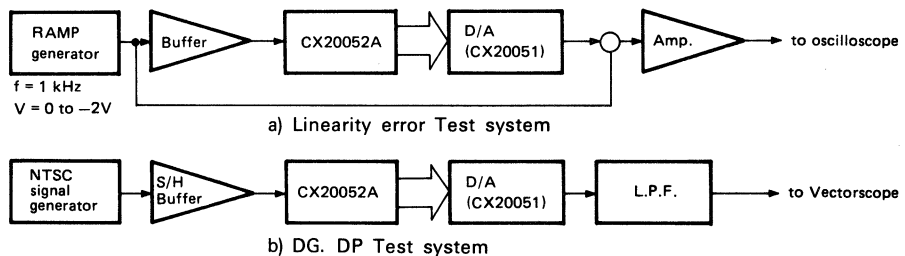 RAMP
generator
Buffer
CX20052A
D/A
(CX20051)
Amp.
to oscilloscope
f = 1 kHz
V = 0 to −2V
a) Linearity error Test system
NTSC
signal
generator
S/H
Buffer
CX20052A
D/A
(CX20051)
L.P.F.
to Vectorscope
b) DG. DP Test system